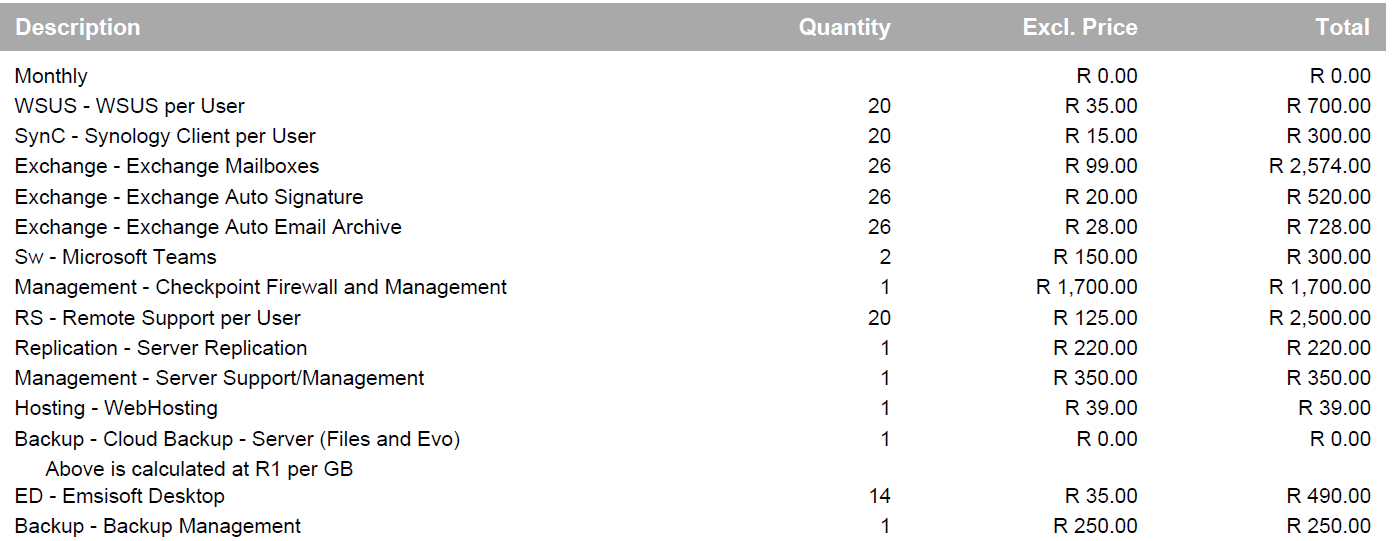 Description Quantity Excl. Price Total
Monthly R 0.00 R 0.00
WSUS - WSUS per User 20 R 35.00 R 700.00
SynC - Synology Client per User 20 R 15.00 R 300.00
Exchange - Exchange Mailboxes 26 R 99.00 R 2,574.00
Exchange - Exchange Auto Signature 26 R 20.00 R 520.00
Exchange - Exchange Auto Email Archive 26 R 28.00 R 728.00
Sw - Microsoft Teams 2 R 150.00 R 300.00
Management - Checkpoint Firewall and Management 1 R 1,700.00 R 1,700.00
RS - Remote Support per User 20 R 125.00 R 2,500.00
Replication - Server Replication 1 R 220.00 R 220.00
Management - Server Support/Management 1 R 350.00 R 350.00
Hosting - WebHosting 1 R 39.00 R 39.00
Backup - Cloud Backup - Server (Files and Evo) 1 R 0.00 R 0.00
Above is calculated at R1 per GB
ED - Emsisoft Desktop 14 R 35.00 R 490.00
Backup - Backup Management 1 R 250.00 R 250.00